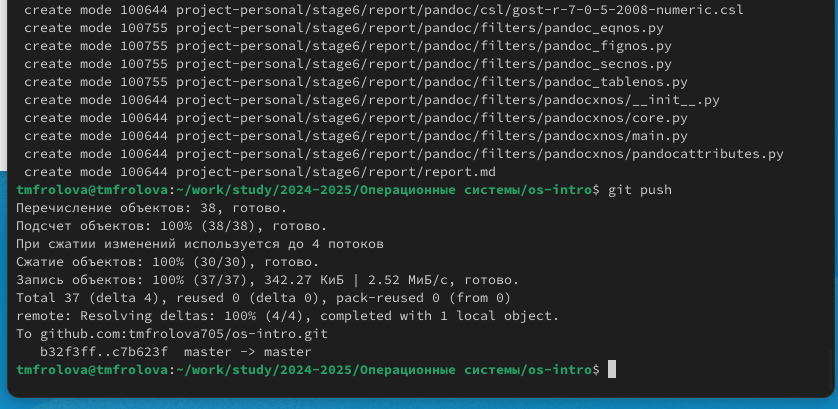 create mode 100644 project-personal/stage6/report/pandoc/csl/gost-r-7-0-5-2008-numeric.csl
create mode 100755 project-personal/stage6/report/pandoc/filters/pandoc_eqnos.py
create mode 100755 project-personal/stage6/report/pandoc/filters/pandoc_fignos.py
create mode 100755 project-personal/stage6/report/pandoc/filters/pandoc_secnos.py
create mode 100755 project-personal/stage6/report/pandoc/filters/pandoc_tablenos.py
create mode 100644 project-personal/stage6/report/pandoc/filters/pandocxnos/__init__.py
create mode 100644 project-personal/stage6/report/pandoc/filters/pandocxnos/core.py
create mode 100644 project-personal/stage6/report/pandoc/filters/pandocxnos/main.py
create mode 100644 project-personal/stage6/report/pandoc/filters/pandocxnos/pandocattributes.py
create mode 100644 project-personal/stage6/report/report.md
tmfrolova@tmfrolova:~/work/study/2024-2025/Операционные системы/os-intro$ git push
Перечисление объектов: 38, готово.
Подсчет объектов: 100% (38/38), готово.
При сжатии изменений используется до 4 потоков
Сжатие объектов: 100% (30/30), готово.
Запись объектов: 100% (37/37), 342.27 КиБ | 2.52 МиБ/с, готово.
Total 37 (delta 4), reused 0 (delta 0), pack-reused 0 (from 0)
remote: Resolving deltas: 100% (4/4), completed with 1 local object.
To github.com:tmfrolova705/os-intro.git
b32f3ff..c7b623f  master -> master
tmfrolova@tmfrolova:~/work/study/2024-2025/Операционные системы/os-intro$